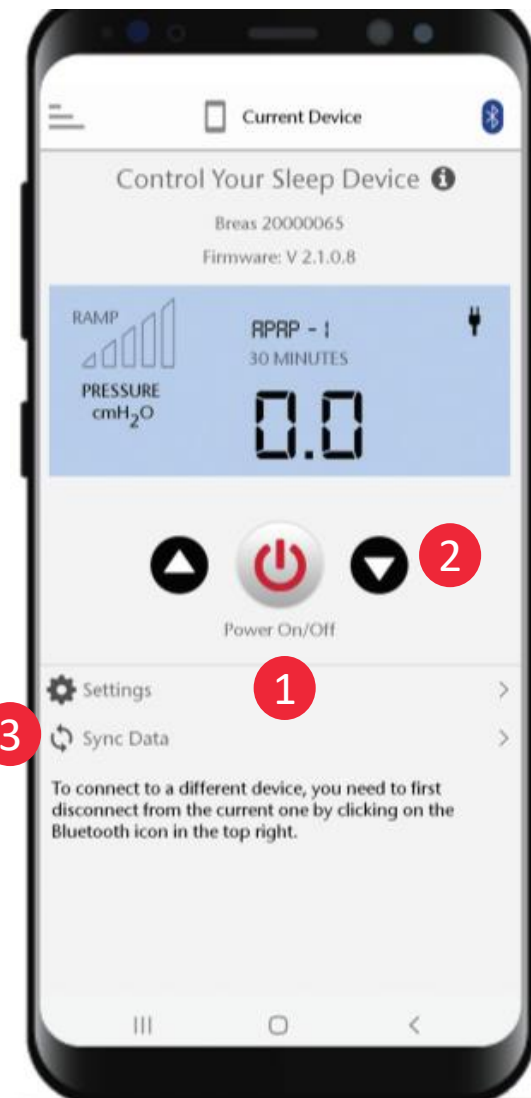 Current Device
Control Your Sleep Device
Breas 20000065
Firmware: V 2.1.0.8
RAMP
APAP - 1
30 MINUTES
PRESSURE
cmH₂O
0.0
2
Power On/Off
Settings
1
3
Sync Data
To connect to a different device, you need to first
disconnect from the current one by clicking on the
Bluetooth icon in the top right.